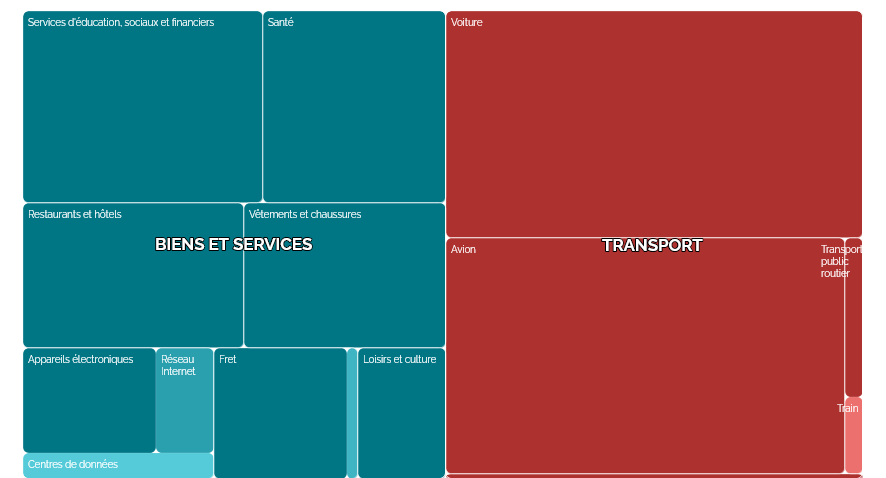 Services d'éducation, sociaux et financiers
Santé
Voiture
Restaurants et hôtels
Vêtements et chaussures
BIENS ET SERVICES
TRANSPORT
Avion
Transport
public
routier
Appareils électroniques
Réseau
Internet
Fret
Loisirs et culture
Train
Centres de données